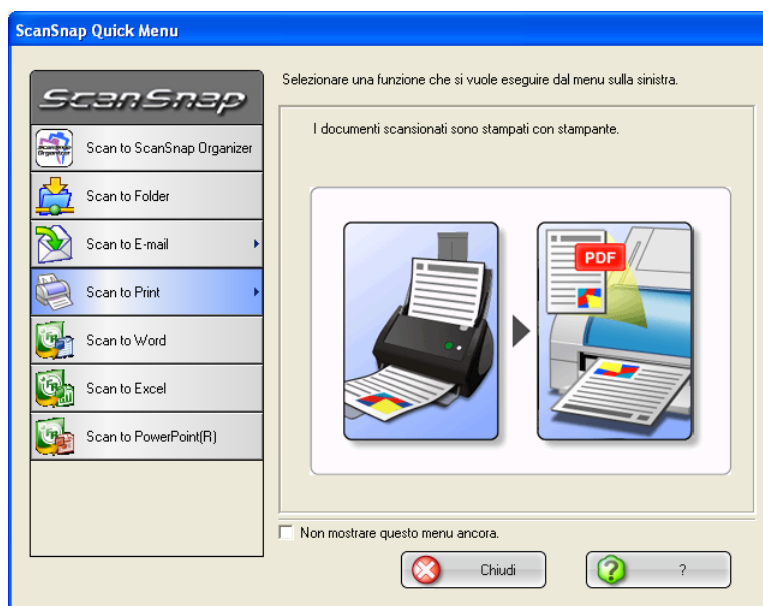 ScanSnap Quick Menu
ScanSnap
Scan to ScanSnap Organizer
Scan to Folder
Scan to E-mail
Scan to Print
Scan to Word
Scan to Excel
Scan to PowerPoint(R)
Selezionare una funzione che si vuole eseguire dal menu sulla sinistra.
I documenti scansionati sono stampati con stampante.
PDF
Non mostrare questo menu ancora.
Chiudi
?